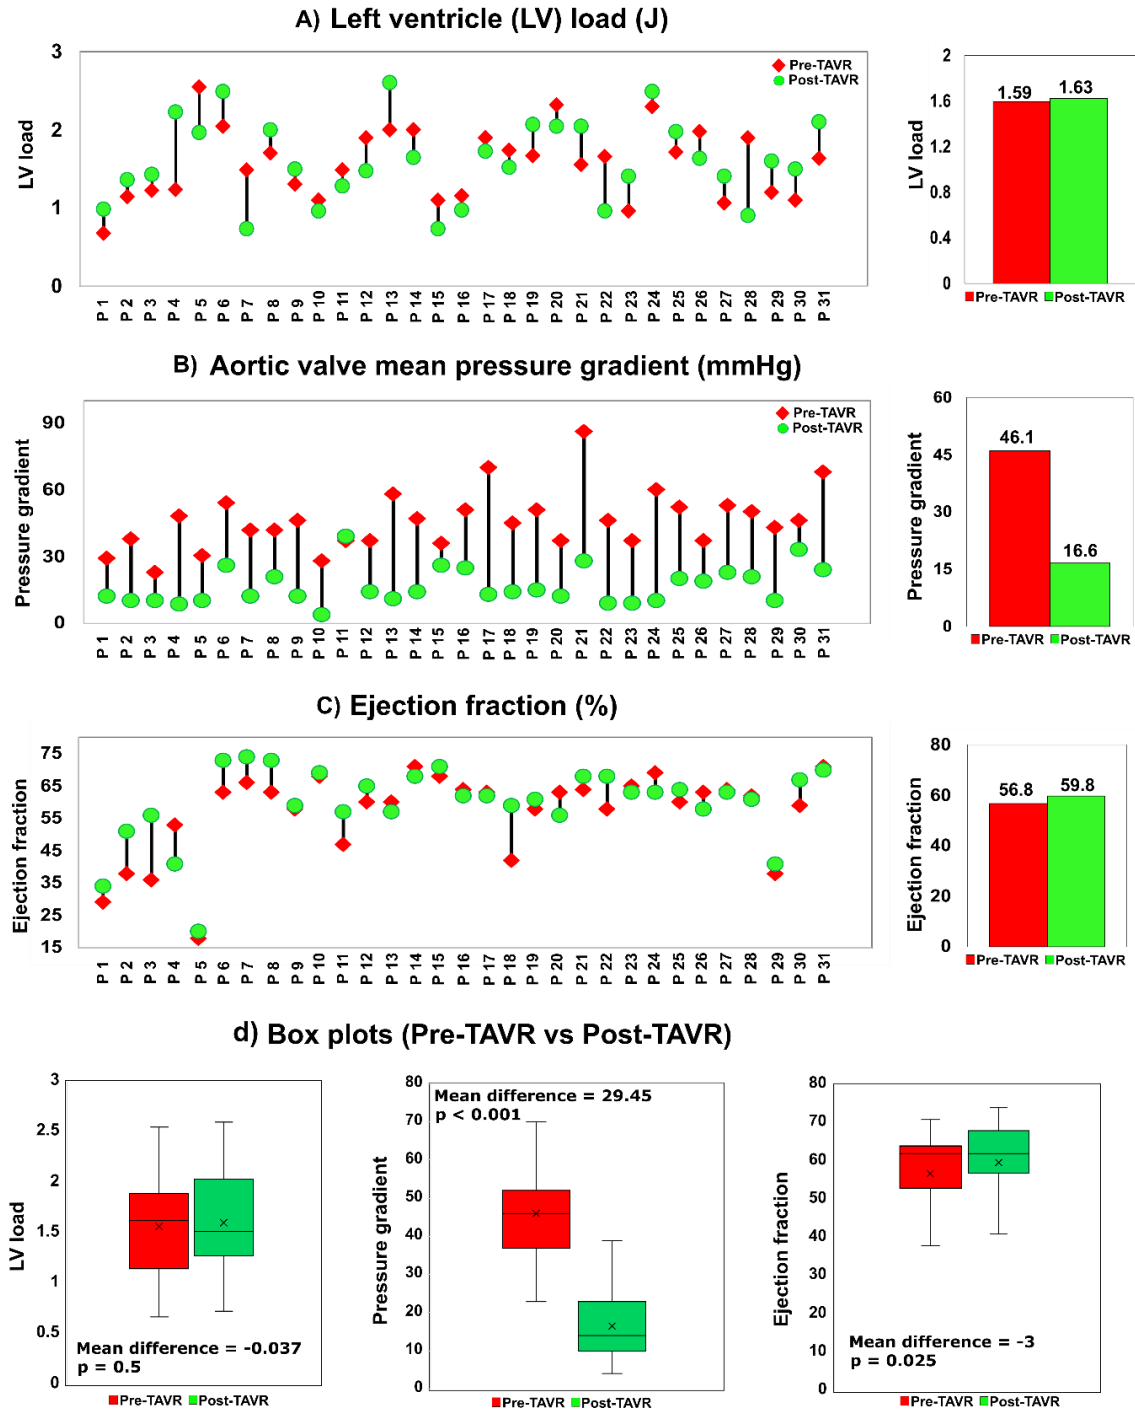 A) Left ventricle (LV) load (J)
LV load
3
2
1
0
Pre-TAVR
Post-TAVR
P 1 P 2 P 3 P 4 P 5 P 6 P 7 P 8 P 9 P 10 P 11 P 12 P 13 P 14 P 15 P 16 P 17 P 18 P 19 P 20 P 21 P 22 P 23 P 24 P 25 P 26 P 27 P 28 P 29 P 30 P 31
LV load
2
1.6
1.2
0.8
0.4
0
1.59 1.63
Pre-TAVR Post-TAVR
B) Aortic valve mean pressure gradient (mmHg)
Pressure gradient
90
60
30
0
Pre-TAVR
Post-TAVR
P 1 P 2 P 3 P 4 P 5 P 6 P 7 P 8 P 9 P 10 P 11 P 12 P 13 P 14 P 15 P 16 P 17 P 18 P 19 P 20 P 21 P 22 P 23 P 24 P 25 P 26 P 27 P 28 P 29 P 30 P 31
Pressure gradient
60
45
30
15
0
46.1
16.6
Pre-TAVR Post-TAVR
C) Ejection fraction (%)
Ejection fraction
75
65
55
45
35
25
15
P 1 P 2 P 3 P 4 P 5 P 6 P 7 P 8 P 9 P 10 P 11 P 12 P 13 P 14 P 15 P 16 P 17 P 18 P 19 P 20 P 21 P 22 P 23 P 24 P 25 P 26 P 27 P 28 P 29 P 30 P 31
Ejection fraction
80
60
40
20
0
56.8 59.8
Pre-TAVR Post-TAVR
d) Box plots (Pre-TAVR vs Post-TAVR)
LV load
3
2.5
2
1.5
1
0.5
0
Mean difference = -0.037
p = 0.5
Pre-TAVR Post-TAVR
Pressure gradient
80
70
60
50
40
30
20
10
0
Mean difference = 29.45
p < 0.001
Pre-TAVR Post-TAVR
Ejection fraction
80
70
60
50
40
30
20
10
0
Mean difference = -3
p = 0.025
Pre-TAVR Post-TAVR